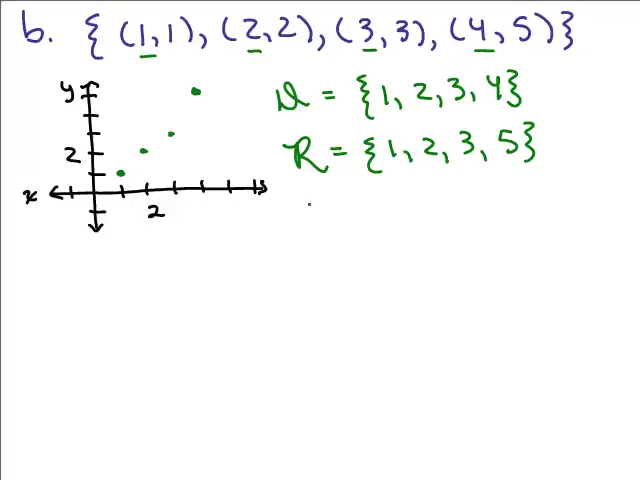 b. { (1,1), (2,2), (3,3), (4,5)}
D = {1, 2, 3, 4}
R = {1, 2, 3, 5}
y
2
x
2